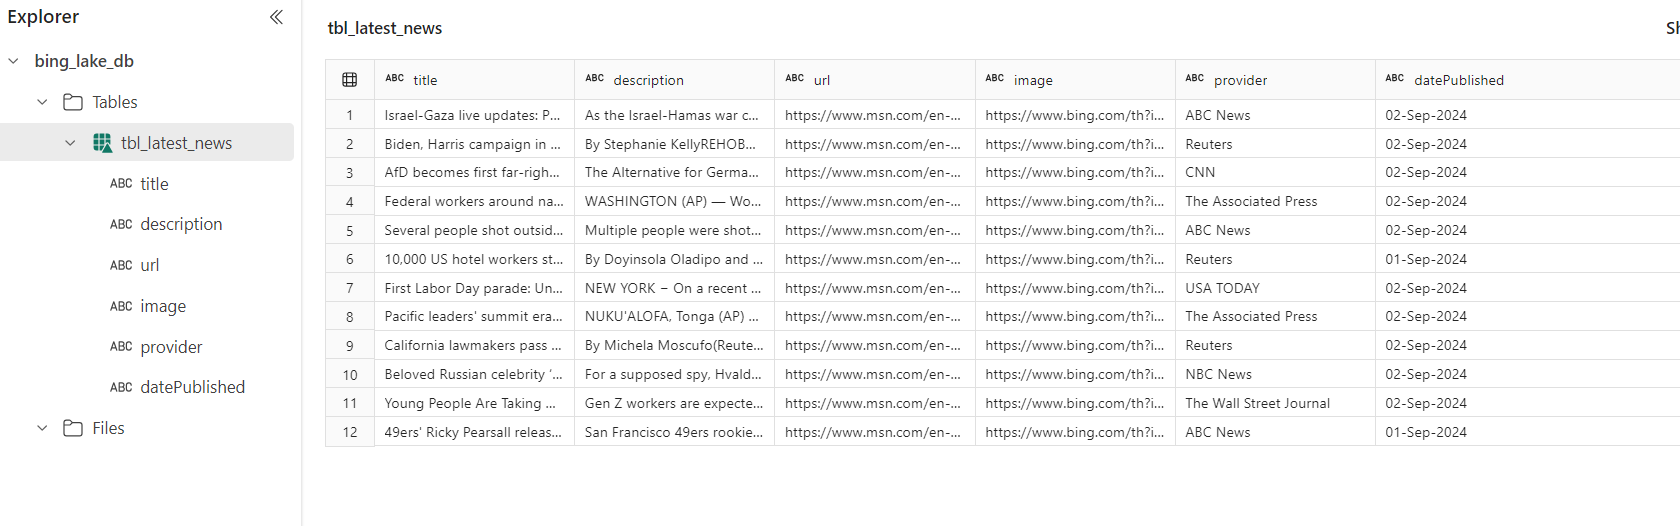 Explorer
bing_lake_db
Tables
tbl_latest_news
ABC title
ABC description
ABC url
ABC image
ABC provider
ABC datePublished
Files
tbl_latest_news
Sh
ABC title ABC description ABC url ABC image ABC provider ABC datePublished
1 Israel-Gaza live updates: P... As the Israel-Hamas war c... https://www.msn.com/en-... https://www.bing.com/th?i... ABC News 02-Sep-2024
2 Biden, Harris campaign in ... By Stephanie KellyREHOB... https://www.msn.com/en-... https://www.bing.com/th?i... Reuters 02-Sep-2024
3 AfD becomes first far-righ... The Alternative for Germa... https://www.msn.com/en-... https://www.bing.com/th?i... CNN 02-Sep-2024
4 Federal workers around na... WASHINGTON (AP) — Wo... https://www.msn.com/en-... https://www.bing.com/th?i... The Associated Press 02-Sep-2024
5 Several people shot outsid... Multiple people were shot... https://www.msn.com/en-... https://www.bing.com/th?i... ABC News 02-Sep-2024
6 10,000 US hotel workers st... By Doyinsola Oladipo and ... https://www.msn.com/en-... https://www.bing.com/th?i... Reuters 01-Sep-2024
7 First Labor Day parade: Un... NEW YORK − On a recent ... https://www.msn.com/en-... https://www.bing.com/th?i... USA TODAY 02-Sep-2024
8 Pacific leaders' summit era... NUKU'ALOFA, Tonga (AP) ... https://www.msn.com/en-... https://www.bing.com/th?i... The Associated Press 02-Sep-2024
9 California lawmakers pass ... By Michela Moscufo(Reute... https://www.msn.com/en-... https://www.bing.com/th?i... Reuters 02-Sep-2024
10 Beloved Russian celebrity ‘... For a supposed spy, Hvald... https://www.msn.com/en-... https://www.bing.com/th?i... NBC News 02-Sep-2024
11 Young People Are Taking ... Gen Z workers are expecte... https://www.msn.com/en-... https://www.bing.com/th?i... The Wall Street Journal 02-Sep-2024
12 49ers' Ricky Pearsall releas... San Francisco 49ers rookie... https://www.msn.com/en-... https://www.bing.com/th?i... ABC News 01-Sep-2024